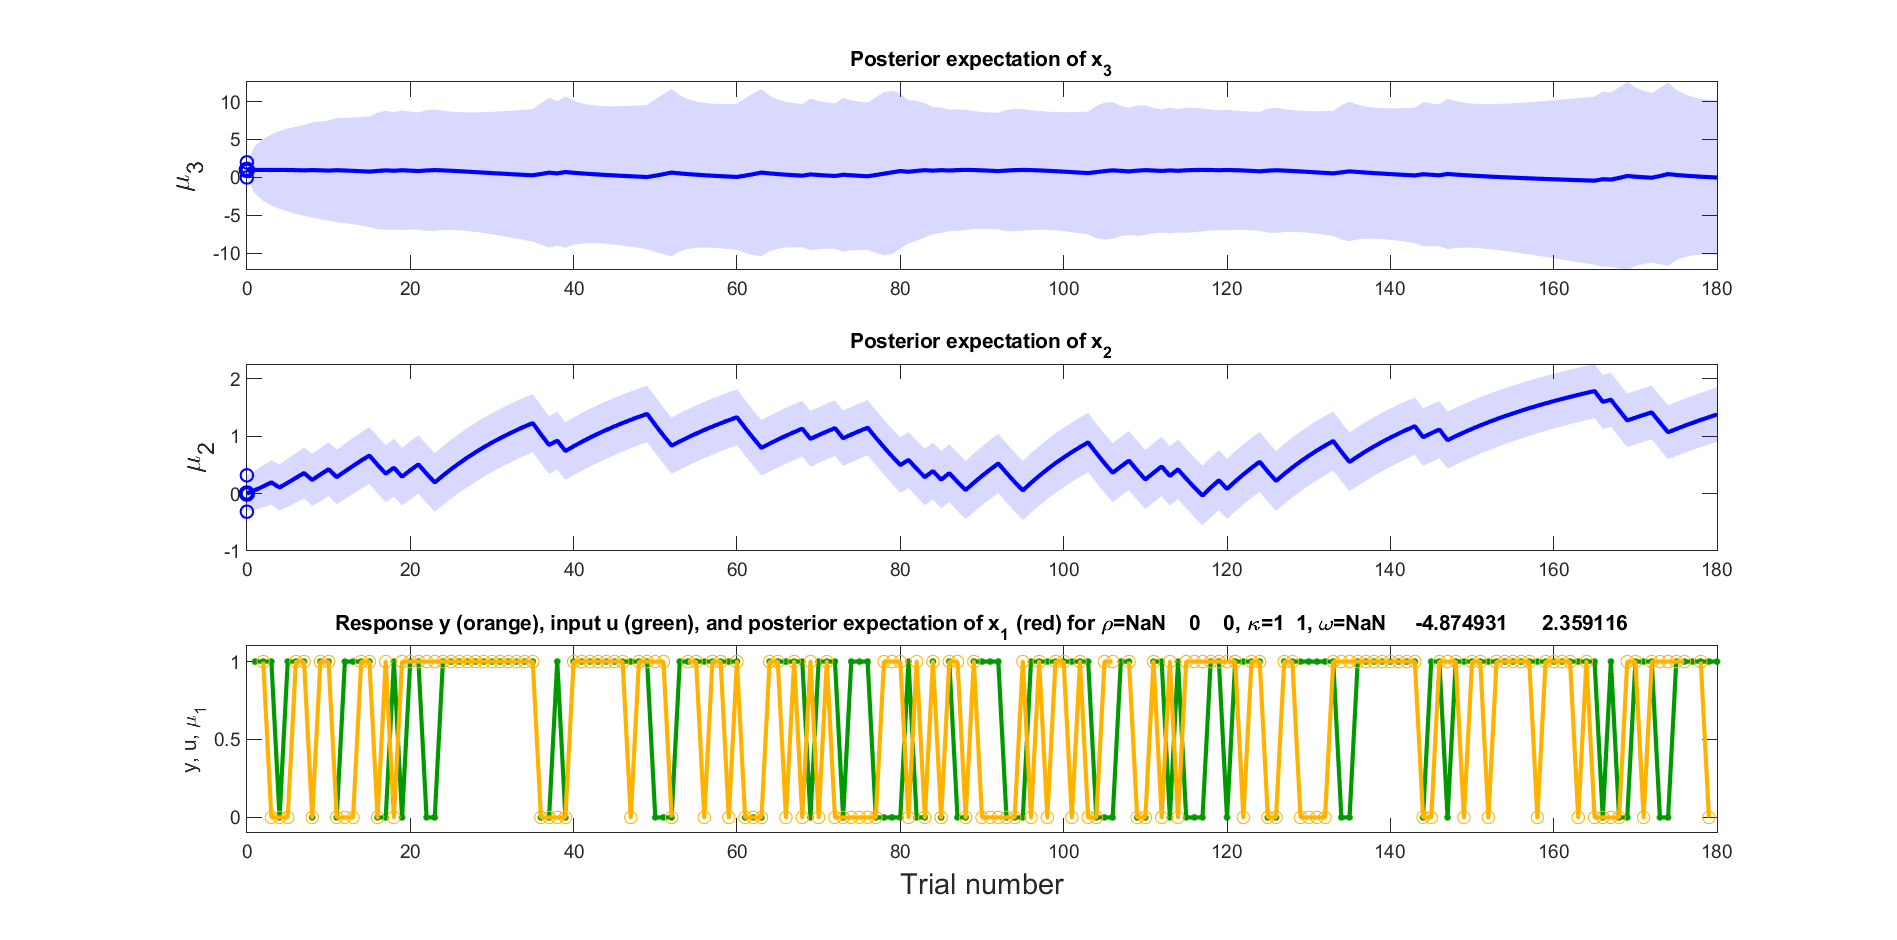 Posterior expectation of x3
10
5
0
-5
-10
μ3
0 20 40 60 80 100 120 140 160 180
Posterior expectation of x2
2
1
0
-1
μ2
0 20 40 60 80 100 120 140 160 180
Response y (orange), input u (green), and posterior expectation of x1 (red) for ρ=NaN 0 0, κ=1 1, ω=NaN -4.874931 2.359116
1
0.5
0
y, u, μ1
0 20 40 60 80 100 120 140 160 180
Trial number